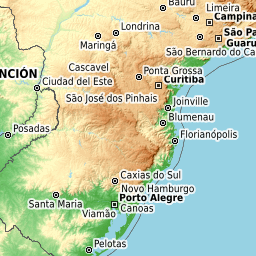 Bauru
Limeira
Campina
Londrina
São Pa
Guaru
Maringá
São Bernardo do Ca
Cascavel
Ponta Grossa
NCIÓN
Ciudad del Este
Curitiba
São José dos Pinhais
Joinville
Blumenau
Posadas
Florianópolis
Caxias do Sul
Novo Hamburgo
Santa Maria
Porto Alegre
Canoas
Viamão
Pelotas